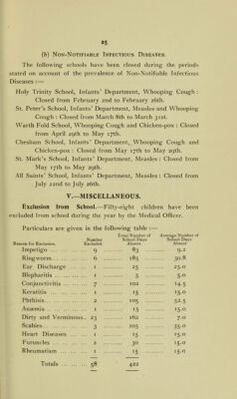 25
(b) Non-Notifiable Infectious Diseases.
The following schools have been closed during the periods
stated on account of the prevalence of Non-Notifiable Infectious
Diseases :—
Holy Trinity School, Infants' Department, Whooping Cough :
Closed from February 2nd to February 26th.
St. Peter's School, Infants' Department, Measles and Whooping
Cough : Closed from March 8th to March 31st.
Warth Fold School, Whooping Cough and Chicken-pox : Closed
from April 29th to May 17th.
Chesham School, Infants' Department, Whooping Cough and
Chicken-pox : Closed from May 17th to May 29th.
St. Mark's School, Infants' Department, Measles : Closed from
May 17th to May 29th.
All Saints' School, Infants' Department, Measles : Closed from
July 22nd to July 26th.
V.—MISCELLANEOUS.
Exclusion from School.—Fifty-eight children have been
excluded from school during the year by the Medical Officer.
Particulars are given in the following table :—
Reason for Exclusion. Number Excluded Total Number of School Days Absent Average Number of School Days Absent
Impetigo 9 83 9.2
Ringworm 6 185 30.8
Ear Discharge 1 25 25.0
Blepharitis 1 5 5.0
Conjunctivitis 7 102 14.5
Keratitis 1 15 15.0
Phthisis 2 105 52.5
Anæmia 1 15 15.0
Dirty and Verminous 23 162 7.0
Scabies 3 105 35.0
Heart Diseases 1 15 15.0
Furuncles 2 30 15.0
Rheumatism 1 15 15.0
Totals 58 422